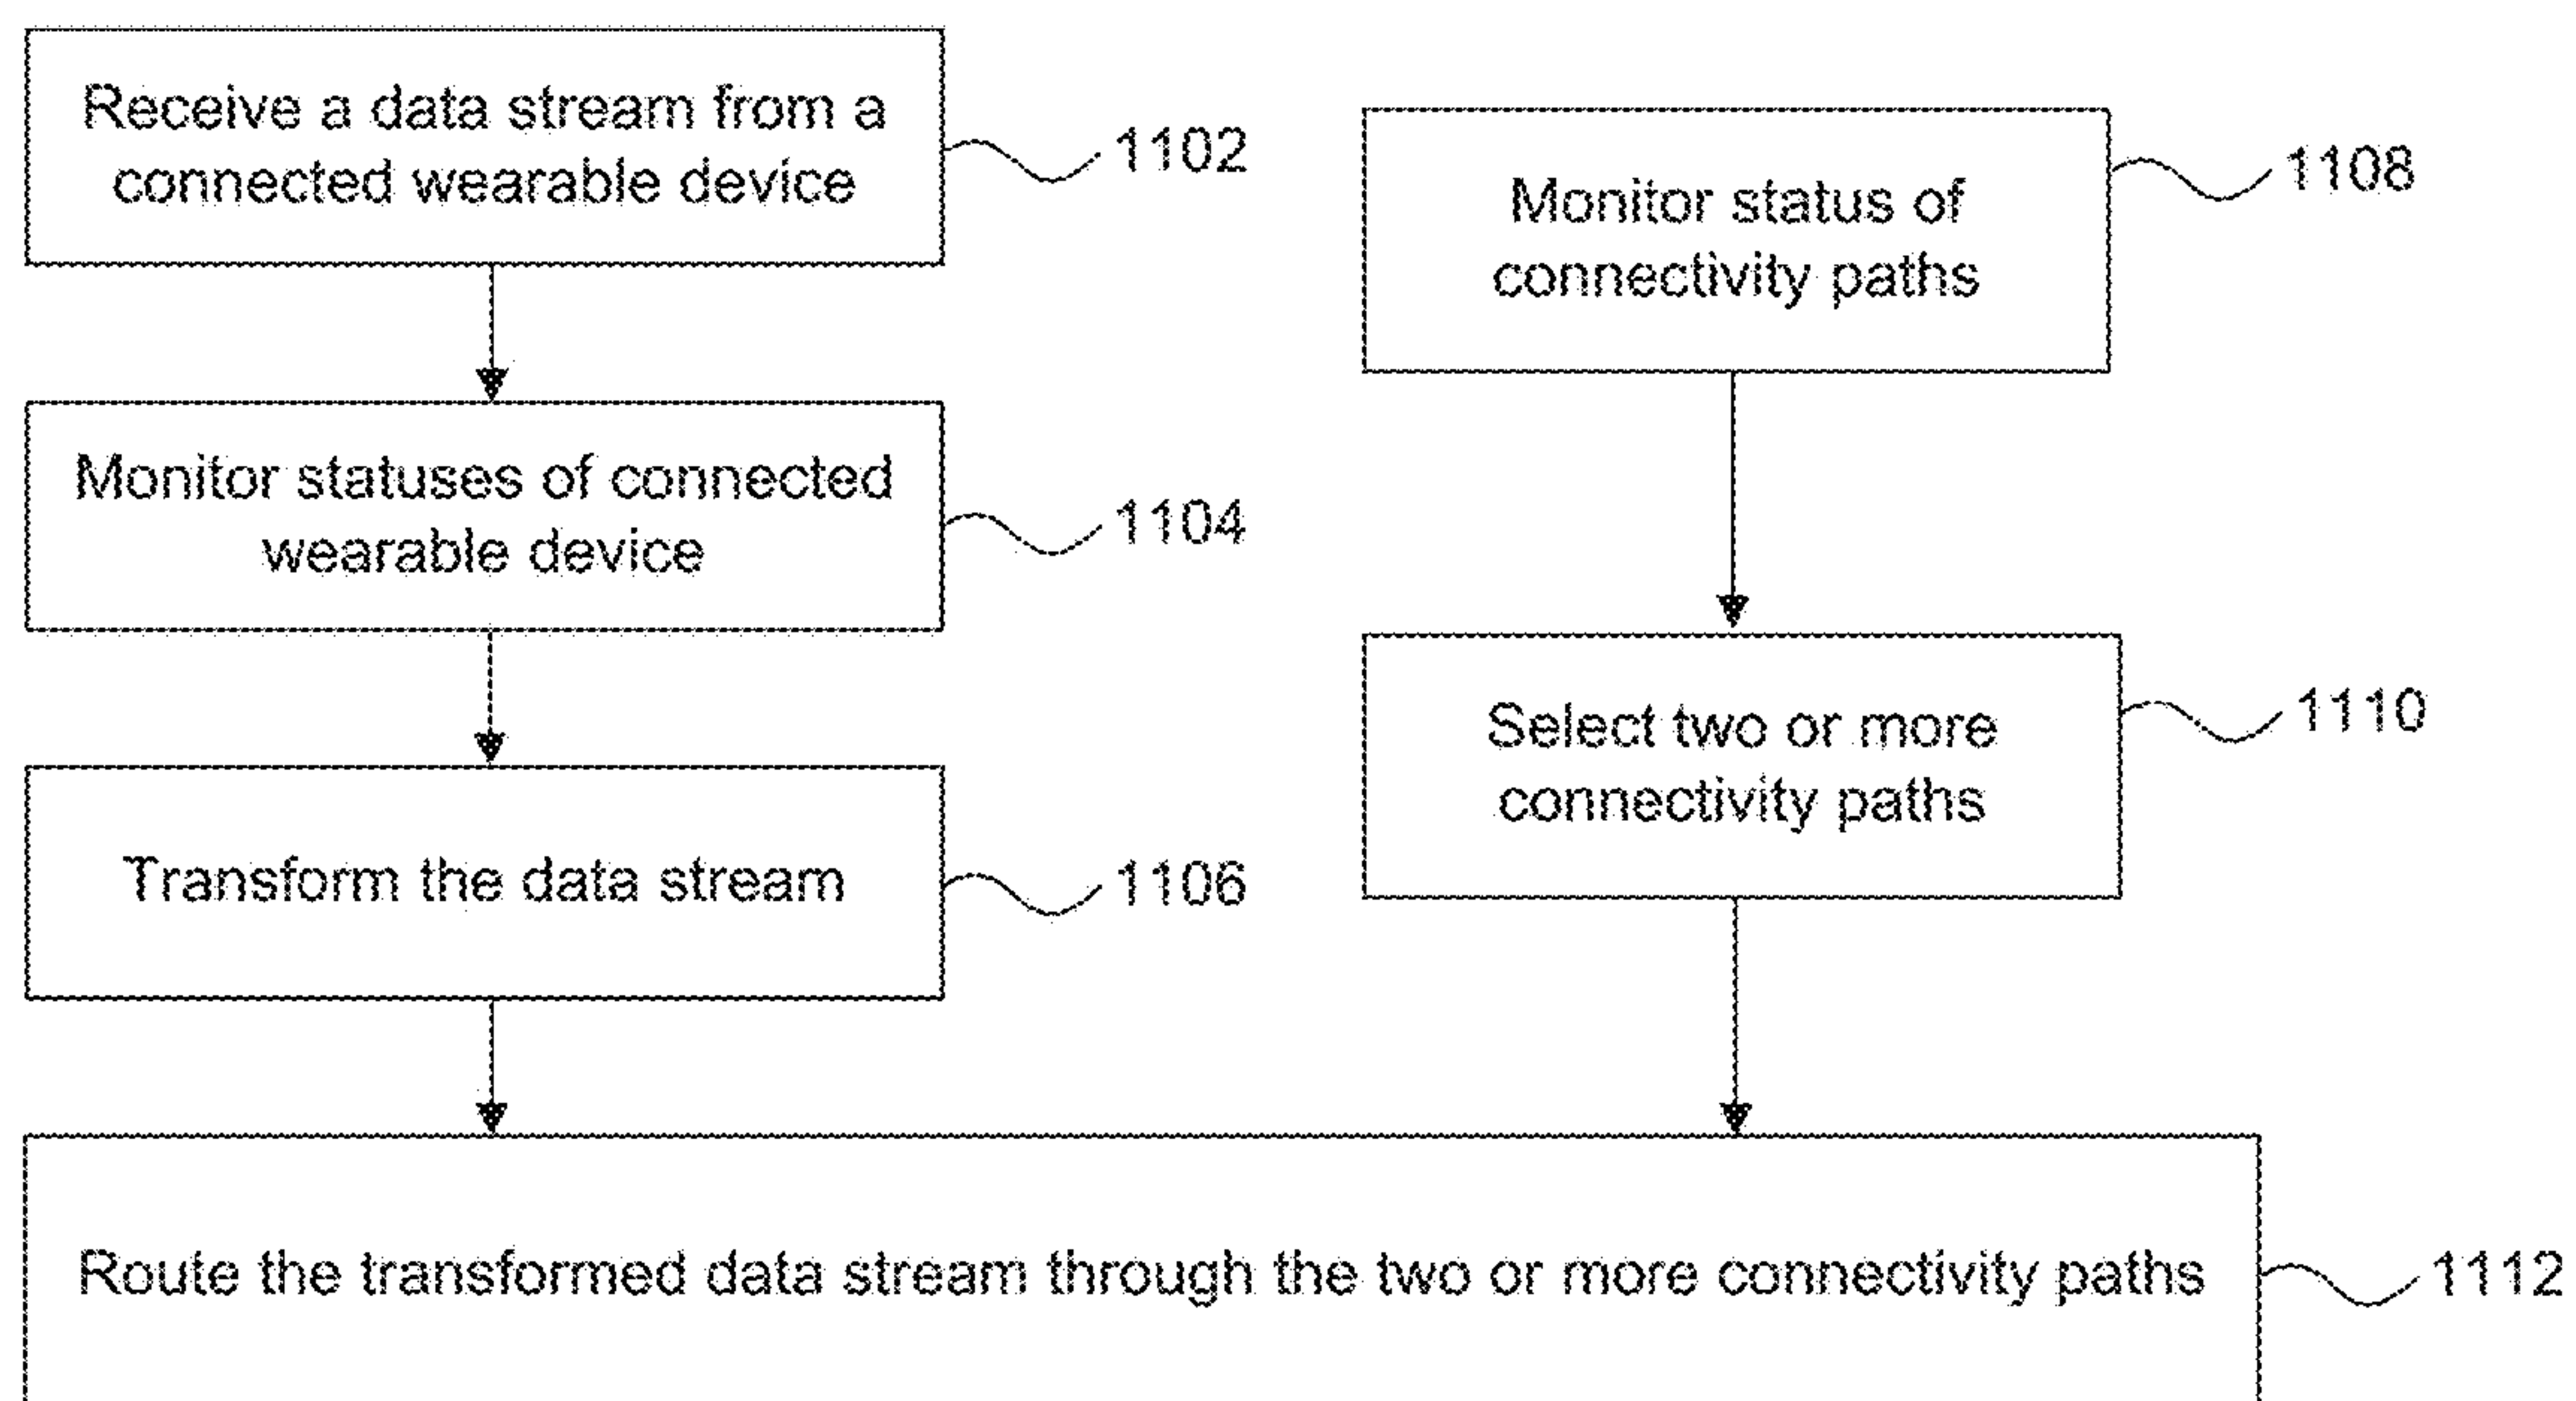 Receive a data stream from a
connected wearable device
1102
Monitor statuses of connected
wearable device
1104
Transform the data stream
1106
Monitor status of
connectivity paths
1108
Select two or more
connectivity paths
1110
Route the transformed data stream through the two or more connectivity paths
1112